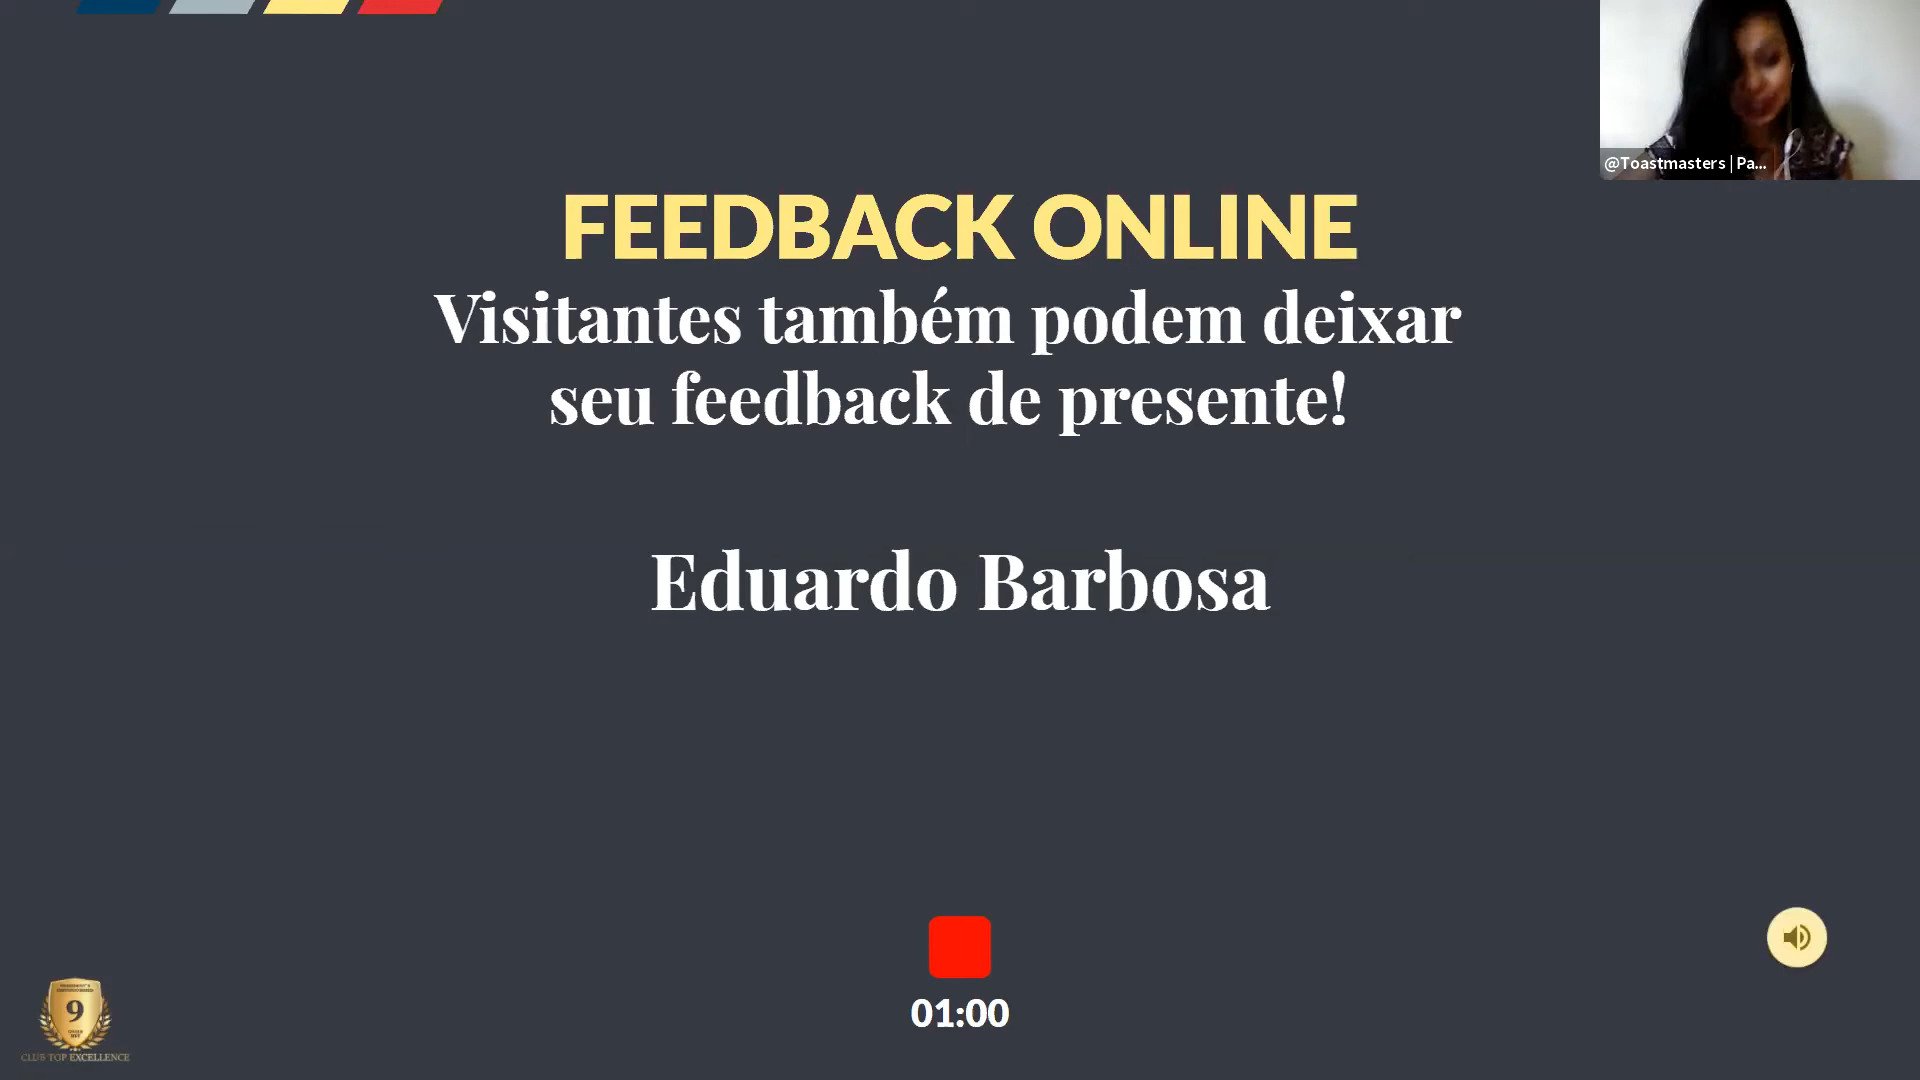 @Toastmasters | Pa...
FEEDBACK ONLINE
Visitantes também podem deixar
seu feedback de presente!
Eduardo Barbosa
01:00
9
CLUB TOP EXCELLENCE